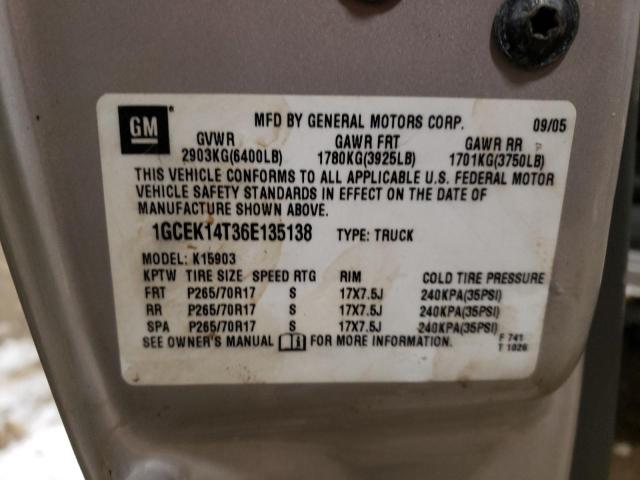 GM MFD BY GENERAL MOTORS CORP. 09/05
GVWR GAWR FRT GAWR RR
2903KG(6400LB) 1780KG(3925LB) 1701KG(3750LB)
THIS VEHICLE CONFORMS TO ALL APPLICABLE U.S. FEDERAL MOTOR
VEHICLE SAFETY STANDARDS IN EFFECT ON THE DATE OF
MANUFACTURE SHOWN ABOVE.
1GCEK14T36E135138 TYPE: TRUCK
MODEL: K15903
KPTW TIRE SIZE SPEED RTG RIM COLD TIRE PRESSURE
FRT P265/70R17 S 17X7.5J 240KPA(35PSI)
RR P265/70R17 S 17X7.5J 240KPA(35PSI)
SPA P265/70R17 S 17X7.5J 240KPA(35PSI)
SEE OWNER'S MANUAL FOR MORE INFORMATION. F 741
T 1026